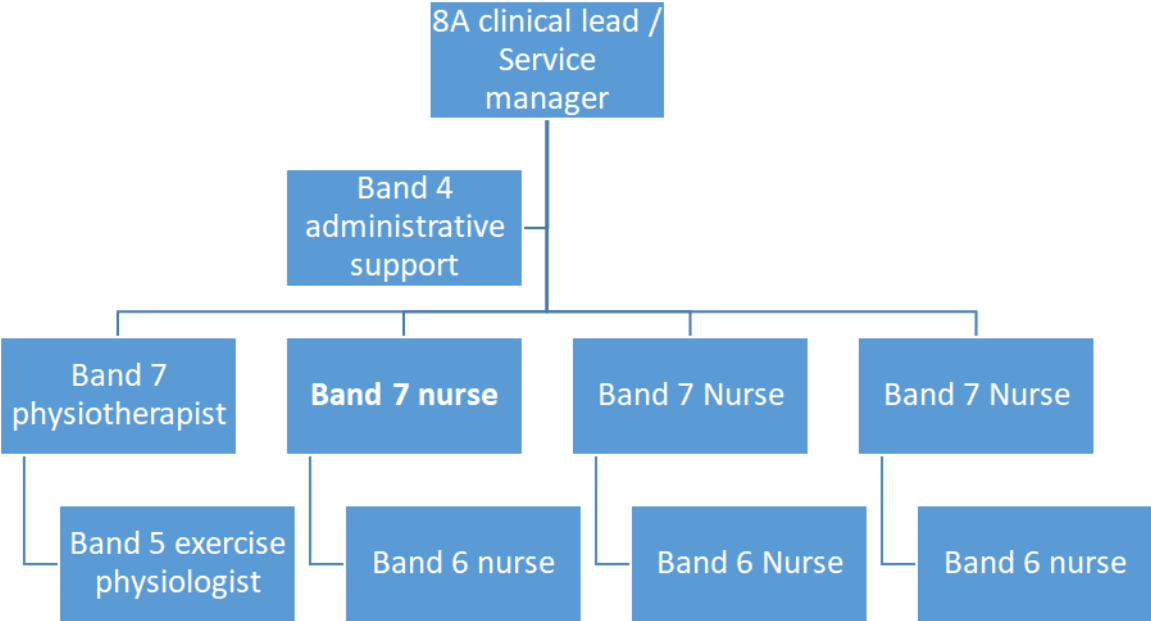 8A clinical lead /
Service
manager
Band 4
administrative
support
Band 7
physiotherapist
Band 7 nurse
Band 7 Nurse
Band 7 Nurse
Band 5 exercise
physiologist
Band 6 nurse
Band 6 Nurse
Band 6 nurse